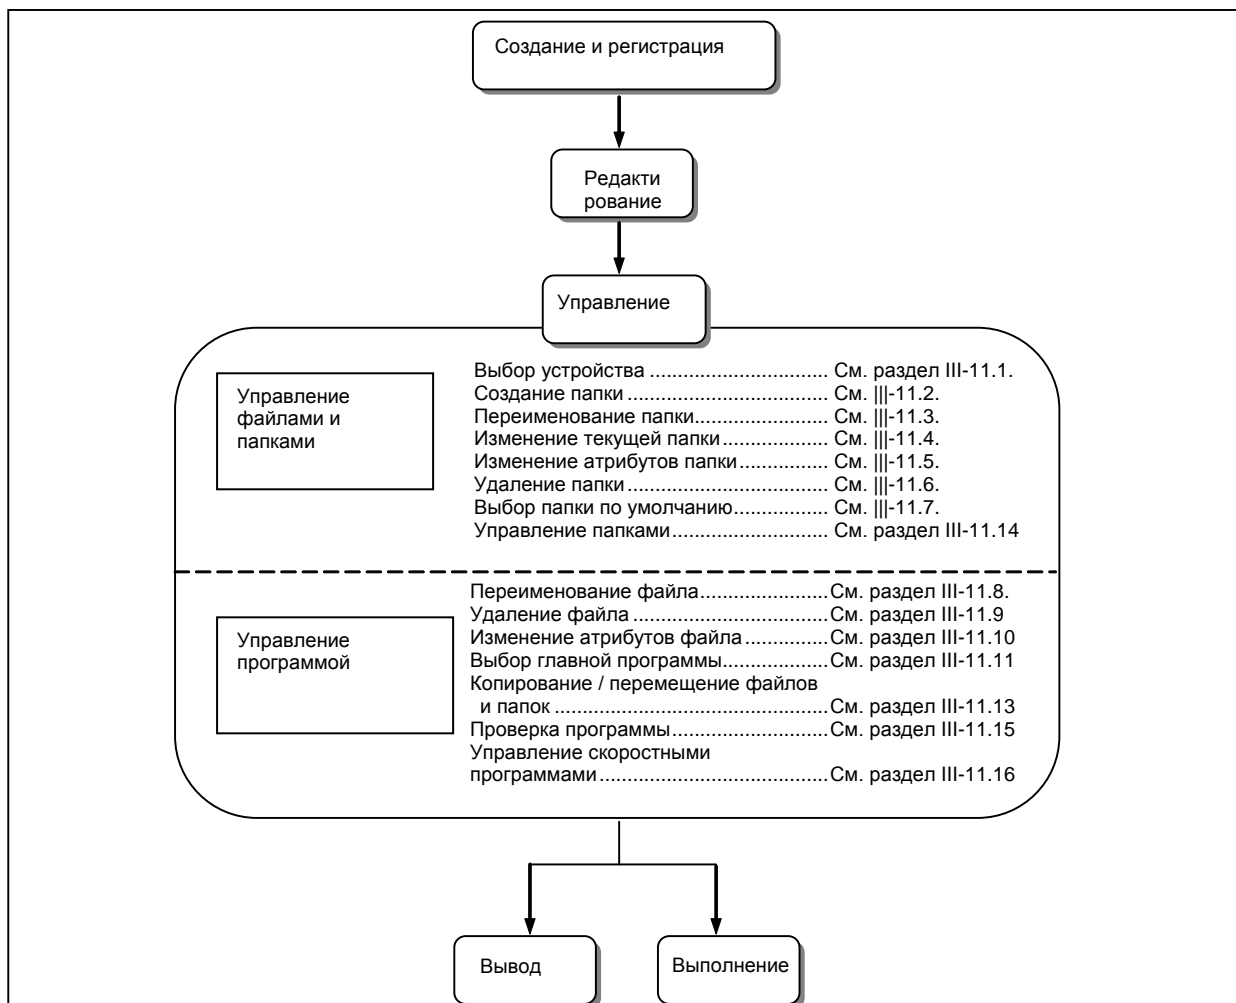 Создание и регистрация
Редакти
рование
Управление
Управление
файлами и
папками
Выбор устройства ................................ См. раздел III-11.1.
Создание папки .................................... См. |||-11.2.
Переименование папки........................ См. |||-11.3.
Изменение текущей папки ................... См. |||-11.4.
Изменение атрибутов папки ................ См. |||-11.5.
Удаление папки .................................... См. |||-11.6.
Выбор папки по умолчанию................. См. |||-11.7.
Управление папками............................ См. раздел III-11.14
Управление
программой
Переименование файла.......................См. раздел III-11.8.
Удаление файла ...................................См. раздел III-11.9
Изменение атрибутов файла ...............См. раздел III-11.10
Выбор главной программы...................См. раздел III-11.11
Копирование / перемещение файлов
и папок ............................................См. раздел III-11.13
Проверка программы............................См. раздел III-11.15
Управление скоростными
программами.........................................См. раздел III-11.16
Вывод
Выполнение